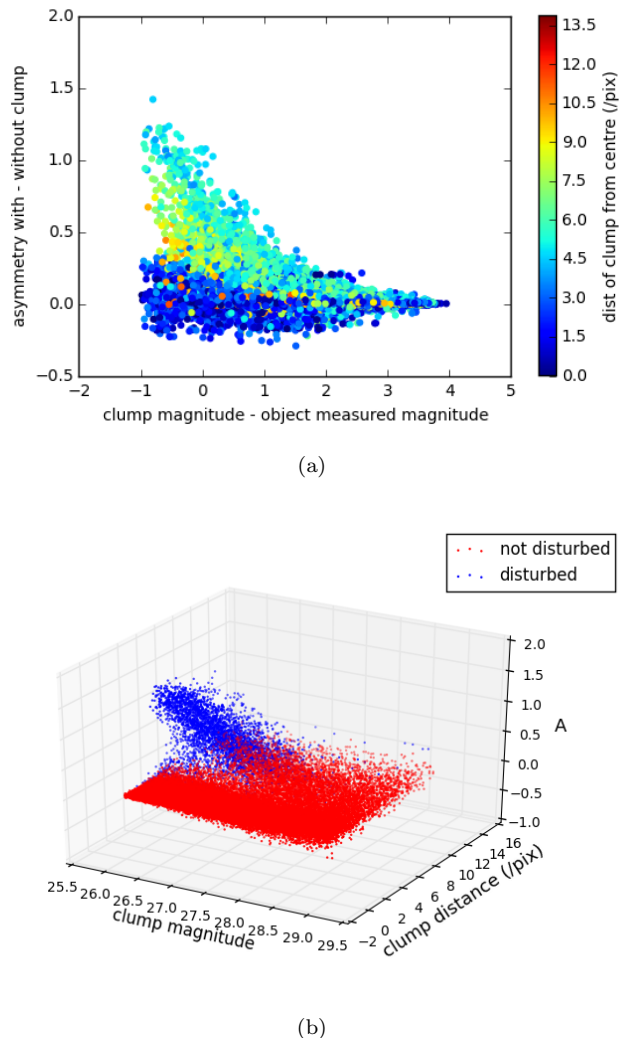 2.0
1.5
1.0
0.5
0.0
−0.5
−2 −1 0 1 2 3 4 5
asymmetry with - without clump
clump magnitude - object measured magnitude
13.5
12.0
10.5
9.0
7.5
6.0
4.5
3.0
1.5
0.0
dist of clump from centre (/pix)
(a)
not disturbed
disturbed
2.0
1.5
1.0
0.5
0.0
−0.5
−1.0
A
25.5 26.0 26.5 27.0 27.5 28.0 28.5 29.0 29.5
clump magnitude
−2 0 2 4 6 8 10 12 14 16
clump distance (/pix)
(b)